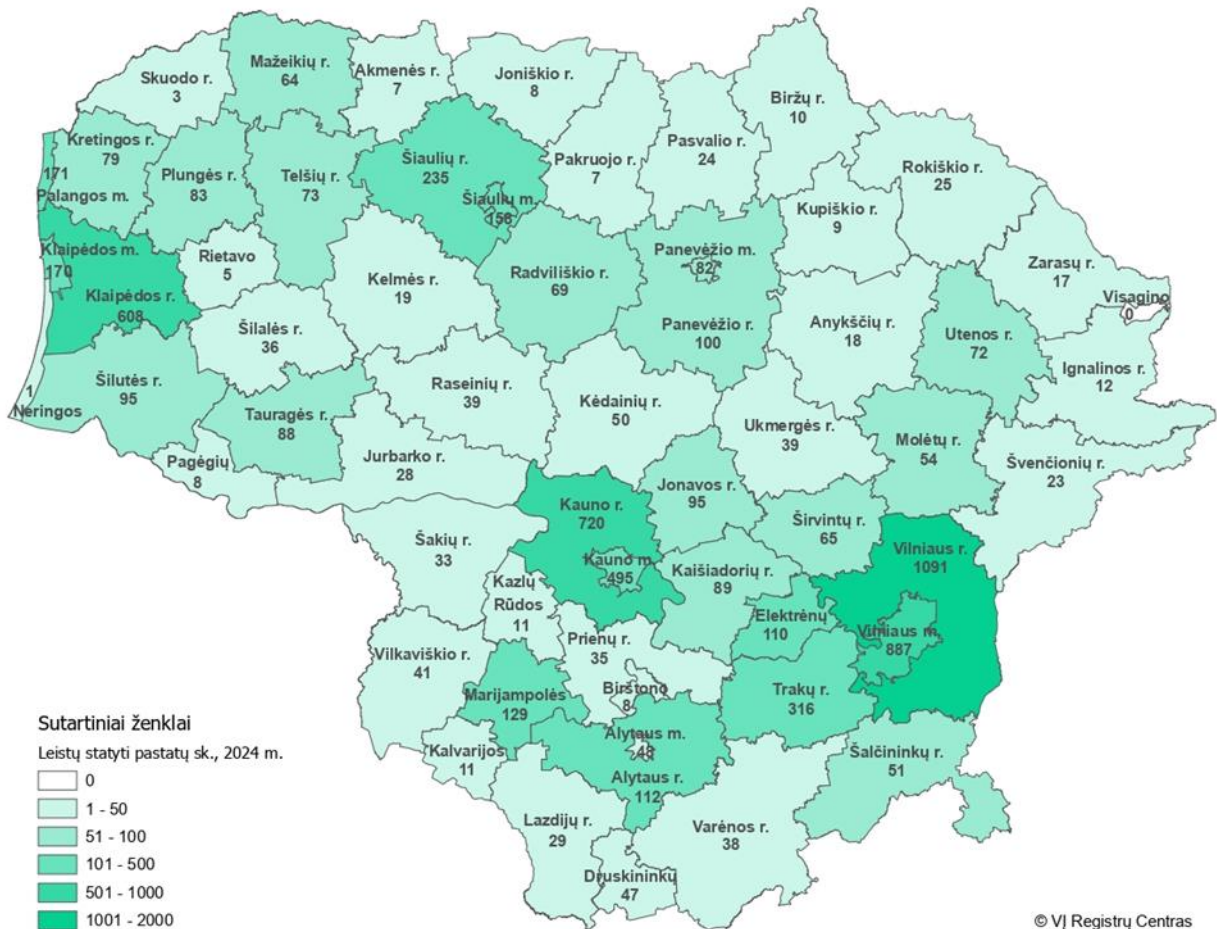 Skuodo r.
3
Mažeikių r.
64
Akmenės r.
7
Joniškio r.
8
Biržų r.
10
Kretingos r.
79
Plungės r.
83
Telšių r.
73
Šiaulių r.
235
Šiaulių m.
158
Pakruojo r.
7
Pasvalio r.
24
Rokiškio r.
25
Kupiškio r.
9
171
Palangos m.
Klaipėdos m.
170
Klaipėdos r.
608
Rietavo
5
Kelmės r.
19
Radviliškio r.
69
Panevėžio m.
82
Panevėžio r.
100
Anykščių r.
18
Zarasų r.
17
Visagino
0
Utenos r.
72
Ignalinos r.
12
Šilalės r.
36
1
Neringos
Šilutės r.
95
Tauragės r.
88
Raseinių r.
39
Kėdainių r.
50
Ukmergės r.
39
Molėtų r.
54
Švenčionių r.
23
Pagėgių
8
Jurbarko r.
28
Kauno r.
720
Kauno m.
495
Jonavos r.
95
Širvintų r.
65
Vilniaus r.
1091
Vilniaus m.
887
Šakių r.
33
Kazlų
Rūdos
11
Kaišiadorių r.
89
Elektrėnų
110
Prienų r.
35
Birštono
8
Vilkaviškio r.
41
Marijampolės
129
Trakų r.
316
Alytaus m.
48
Alytaus r.
112
Kalvarijos
11
Šalčininkų r.
51
Lazdijų r.
29
Varėnos r.
38
Druskininkų
47
Sutartiniai ženklai
Leistų statyti pastatų sk., 2024 m.
0
1 - 50
51 - 100
101 - 500
501 - 1000
1001 - 2000
© VĮ Registrų Centras